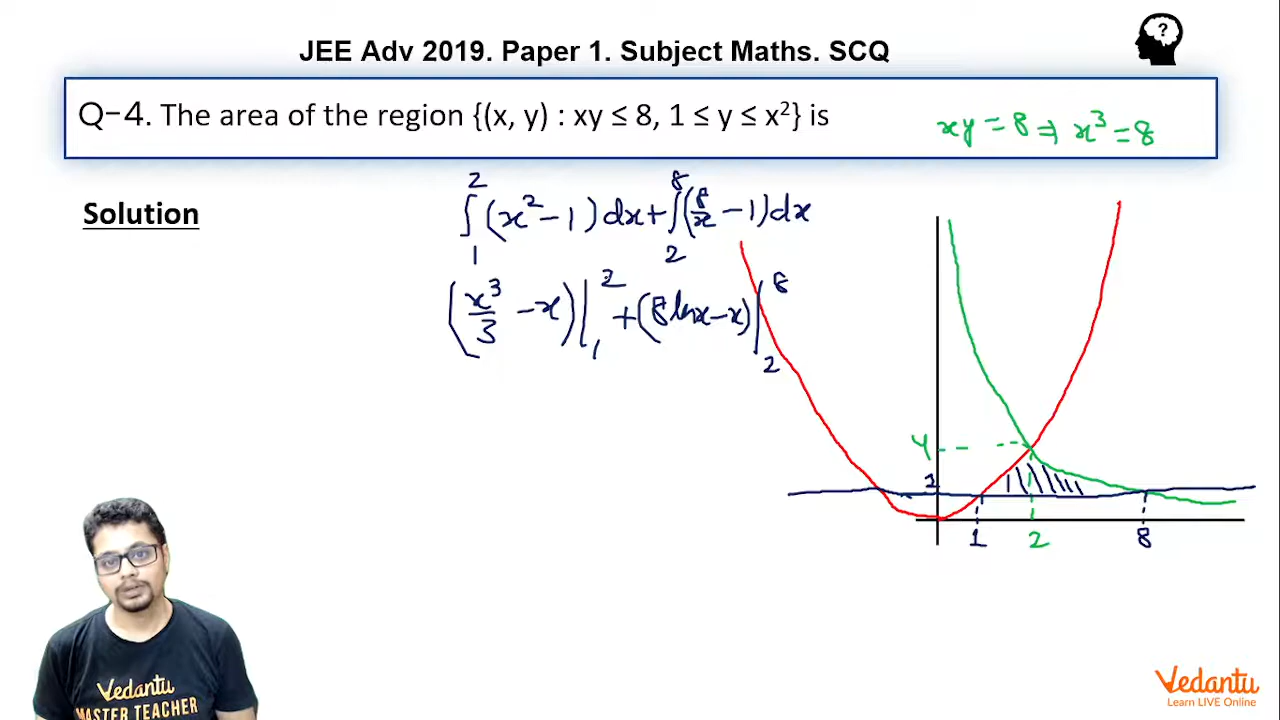 JEE Adv 2019. Paper 1. Subject Maths. SCQ
?
Q-4. The area of the region {(x, y) : xy ≤ 8, 1 ≤ y ≤ x²} is
xy = 8 ⇒ x³ = 8
Solution
∫₁² (x² − 1) dx + ∫₂⁸ (8/x − 1) dx
(x³/3 − x)|₁² + (8 ln x − x)|₂⁸
4
1
1 2 8
Vedantu
MASTER TEACHER
Vedantu
Learn LIVE Online